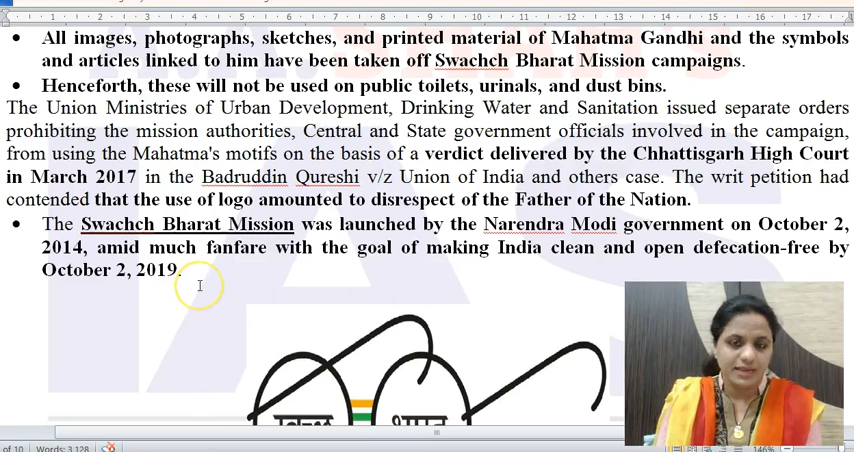 All images, photographs, sketches, and printed material of Mahatma Gandhi and the symbols
and articles linked to him have been taken off Swachch Bharat Mission campaigns.
Henceforth, these will not be used on public toilets, urinals, and dust bins.
The Union Ministries of Urban Development, Drinking Water and Sanitation issued separate orders
prohibiting the mission authorities, Central and State government officials involved in the campaign,
from using the Mahatma's motifs on the basis of a verdict delivered by the Chhattisgarh High Court
in March 2017 in the Badruddin Qureshi v/z Union of India and others case. The writ petition had
contended that the use of logo amounted to disrespect of the Father of the Nation.
The Swachch Bharat Mission was launched by the Narendra Modi government on October 2,
2014, amid much fanfare with the goal of making India clean and open defecation-free by
October 2, 2019.
IAS
of 10 Words: 3,128 146%